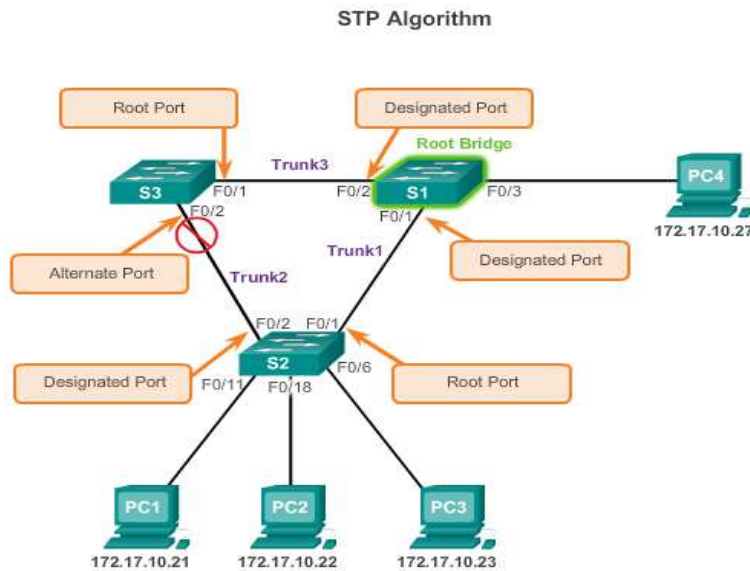 STP Algorithm
Root Port
Designated Port
Root Bridge
Trunk3
S3
F0/1
F0/2
S1
F0/3
PC4
F0/2
F0/1
172.17.10.27
Alternate Port
Trunk2
Trunk1
Designated Port
F0/2
F0/1
Designated Port
S2
F0/6
Root Port
F0/11
F0/18
PC1
PC2
PC3
172.17.10.21
172.17.10.22
172.17.10.23